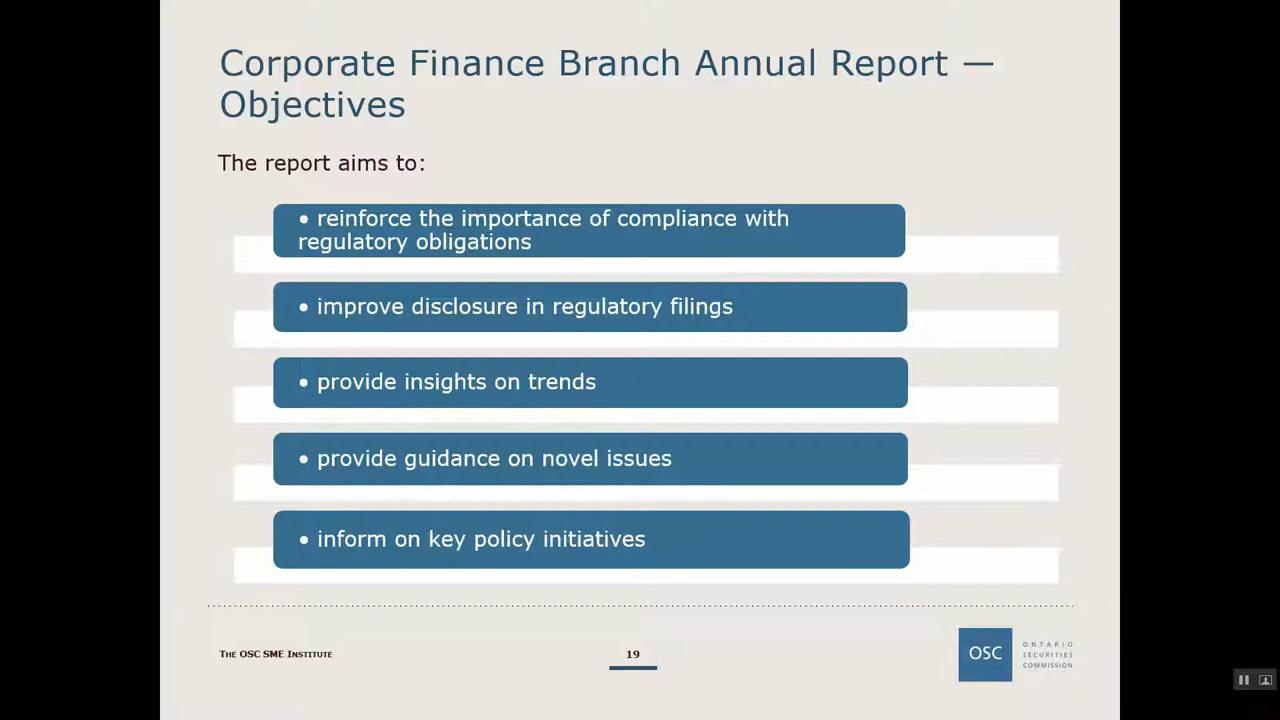 Corporate Finance Branch Annual Report —
Objectives
The report aims to:
• reinforce the importance of compliance with
regulatory obligations
• improve disclosure in regulatory filings
• provide insights on trends
• provide guidance on novel issues
• inform on key policy initiatives
THE OSC SME INSTITUTE
19
OSC
ONTARIO
SECURITIES
COMMISSION